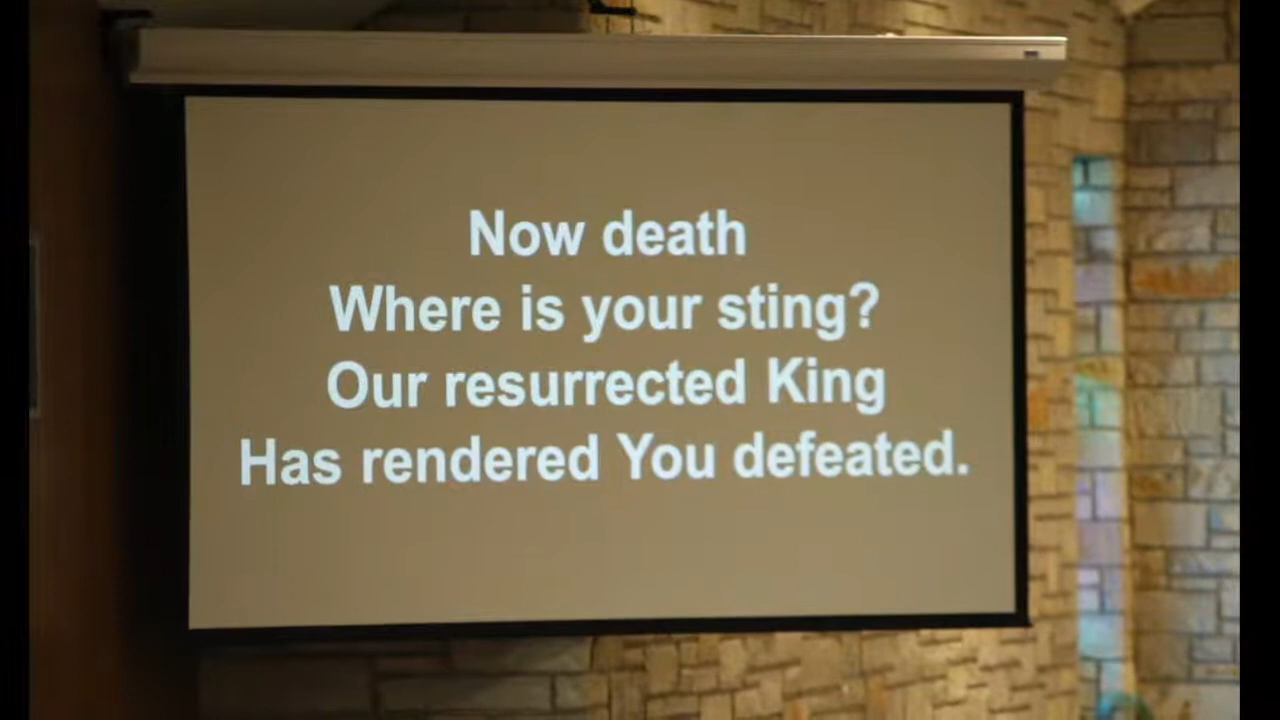 Now death
Where is your sting?
Our resurrected King
Has rendered You defeated.